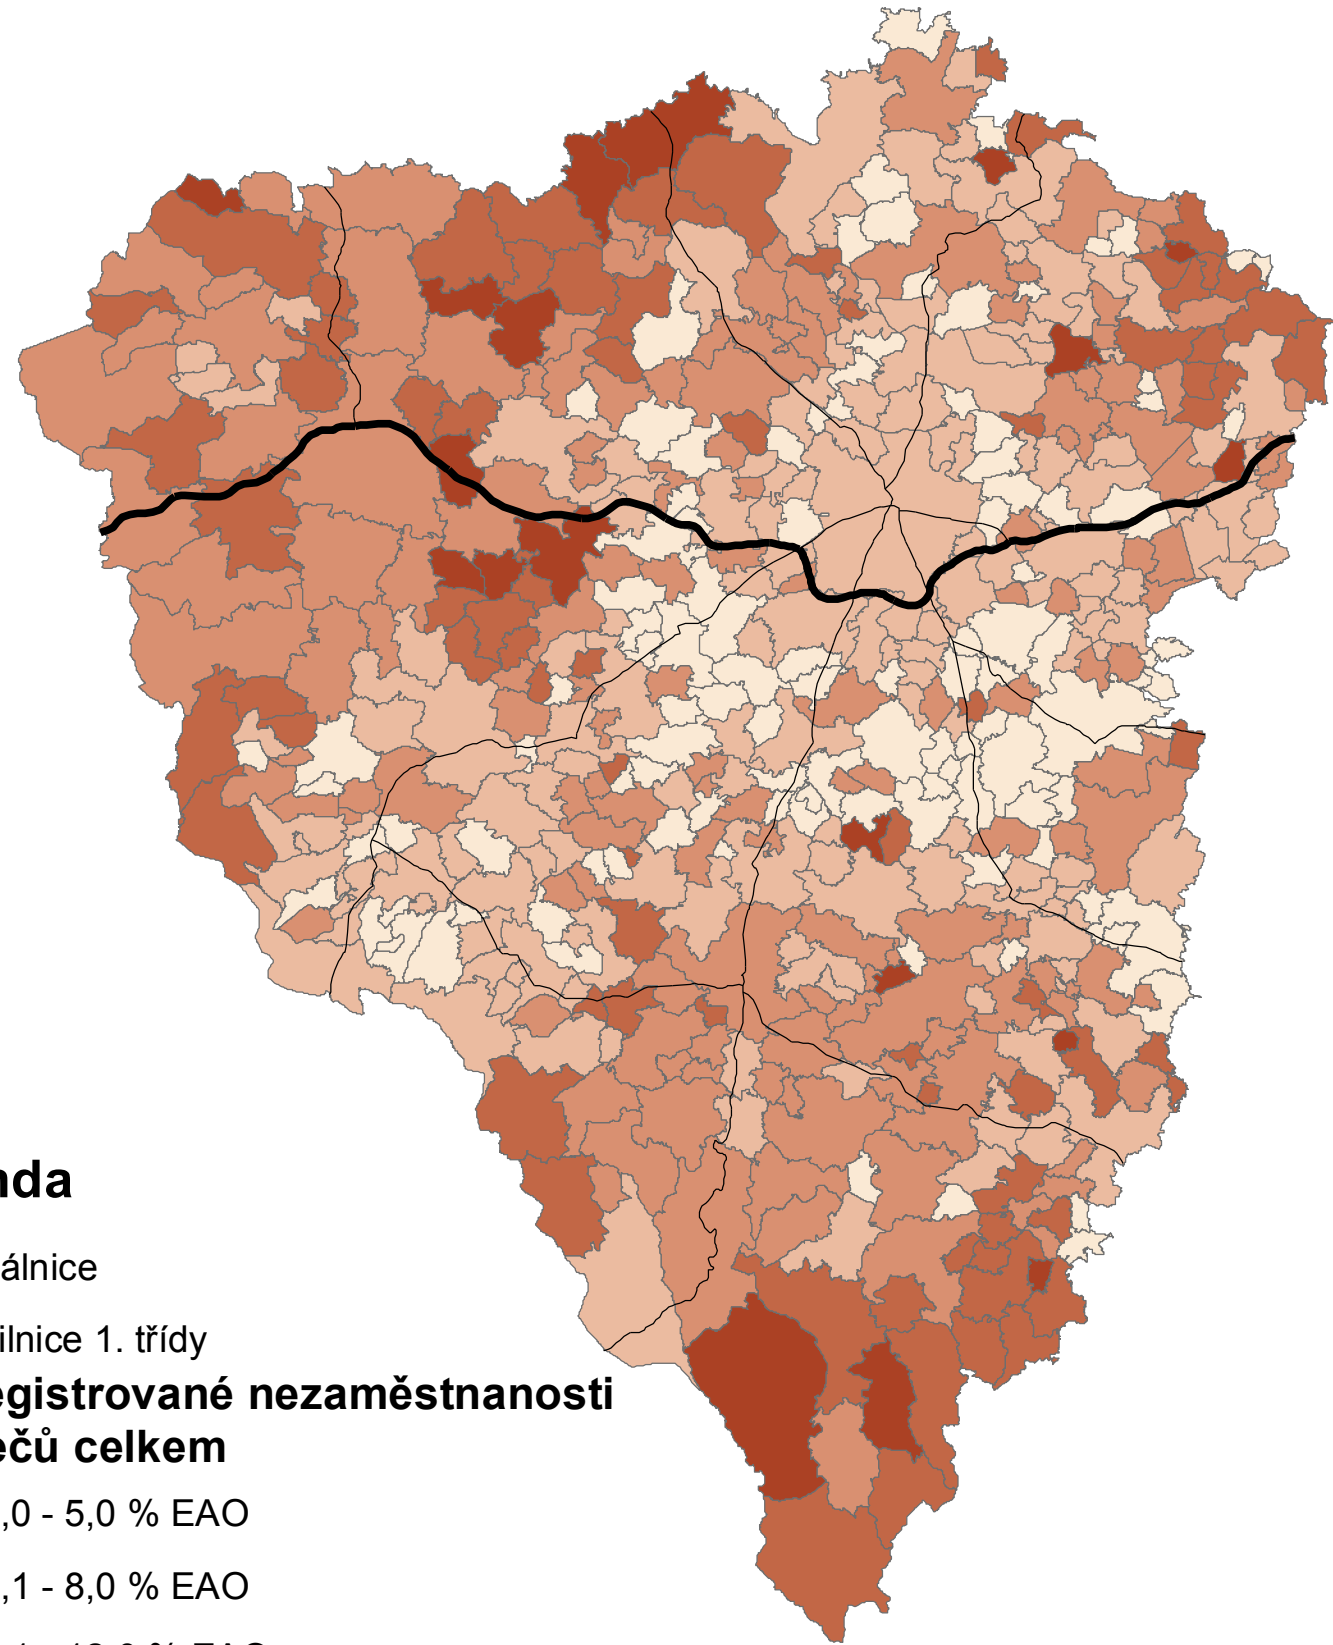 nda
álnice
ilnice 1. třídy
egistrované nezaměstnanosti
ečů celkem
,0 - 5,0 % EAO
,1 - 8,0 % EAO